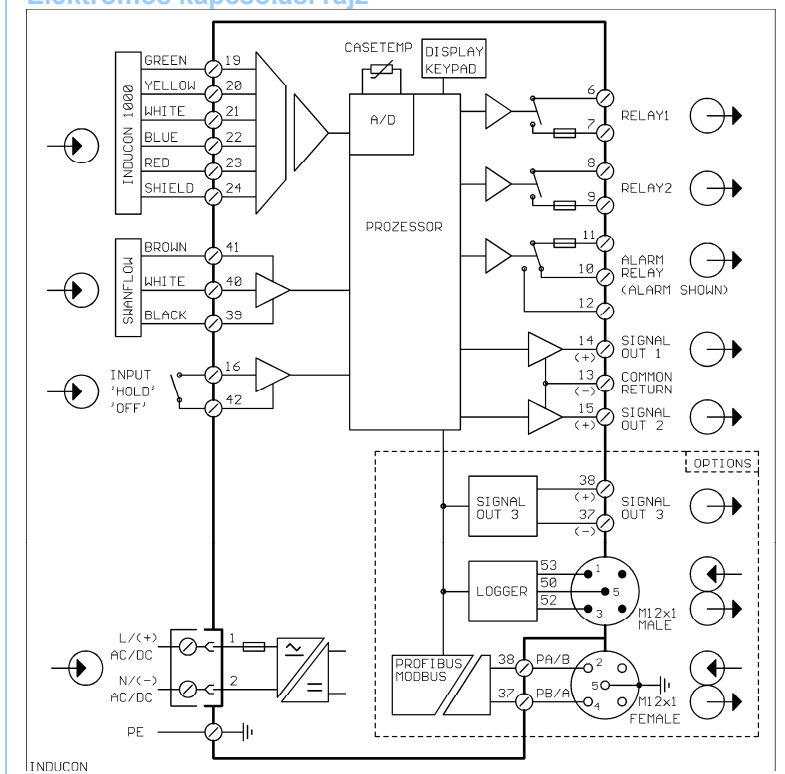 Elektromos kapcsolási rajz
INDUCON 1000
GREEN 19
YELLOW 20
WHITE 21
BLUE 22
RED 23
SHIELD 24
CASETEMP
DISPLAY
KEYPAD
A/D
PROZESSOR
6
7
RELAY1
8
9
RELAY2
11
10
12
ALARM
RELAY
(ALARM SHOWN)
SWANFLOW
BROWN 41
WHITE 40
BLACK 39
INPUT
'HOLD'
'OFF'
16
42
14
(+)
SIGNAL
OUT 1
13
(-)
COMMON
RETURN
15
(+)
SIGNAL
OUT 2
OPTIONS
SIGNAL
OUT 3
38
(+)
37
(-)
SIGNAL
OUT 3
LOGGER
53
50
52
1
5
3
M12x1
MALE
PROFIBUS
MODBUS
38 PA/B
37 PB/A
2
5
4
M12x1
FEMALE
L/(+)
AC/DC
1
N/(-)
AC/DC
2
PE
INDUCON